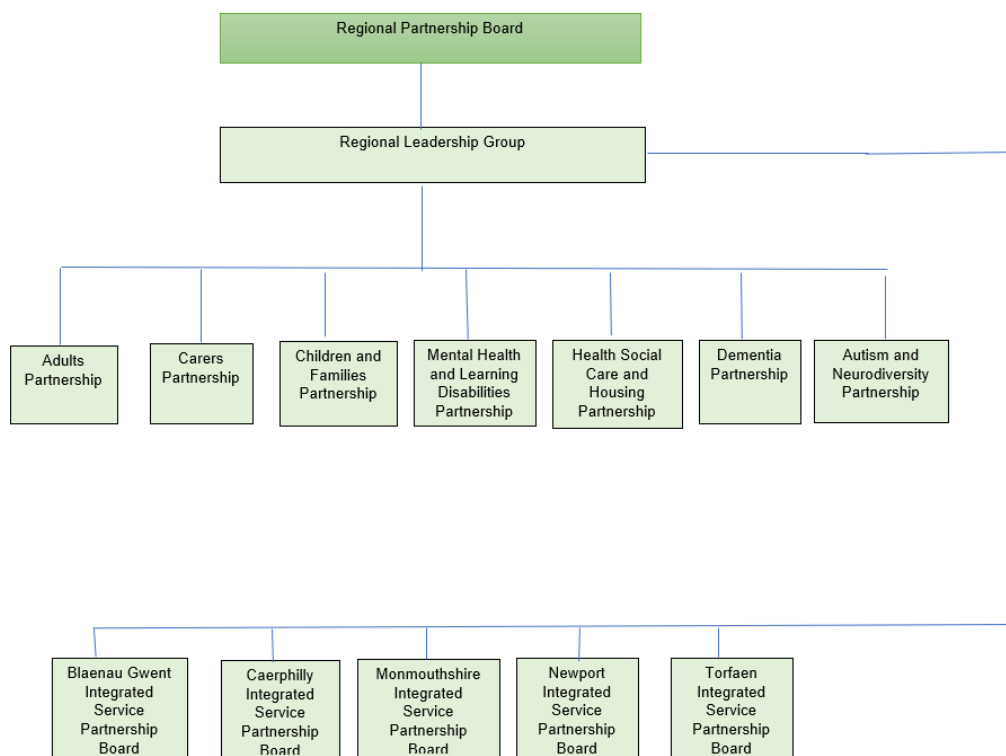 Regional Partnership Board
Regional Leadership Group
Adults
Partnership
Carers
Partnership
Children and
Families
Partnership
Mental Health
and Learning
Disabilities
Partnership
Health Social
Care and
Housing
Partnership
Dementia
Partnership
Autism and
Neurodiversity
Partnership
Blaenau Gwent
Integrated
Service
Partnership
Board
Caerphilly
Integrated
Service
Partnership
Board
Monmouthshire
Integrated
Service
Partnership
Board
Newport
Integrated
Service
Partnership
Board
Torfaen
Integrated
Service
Partnership
Board